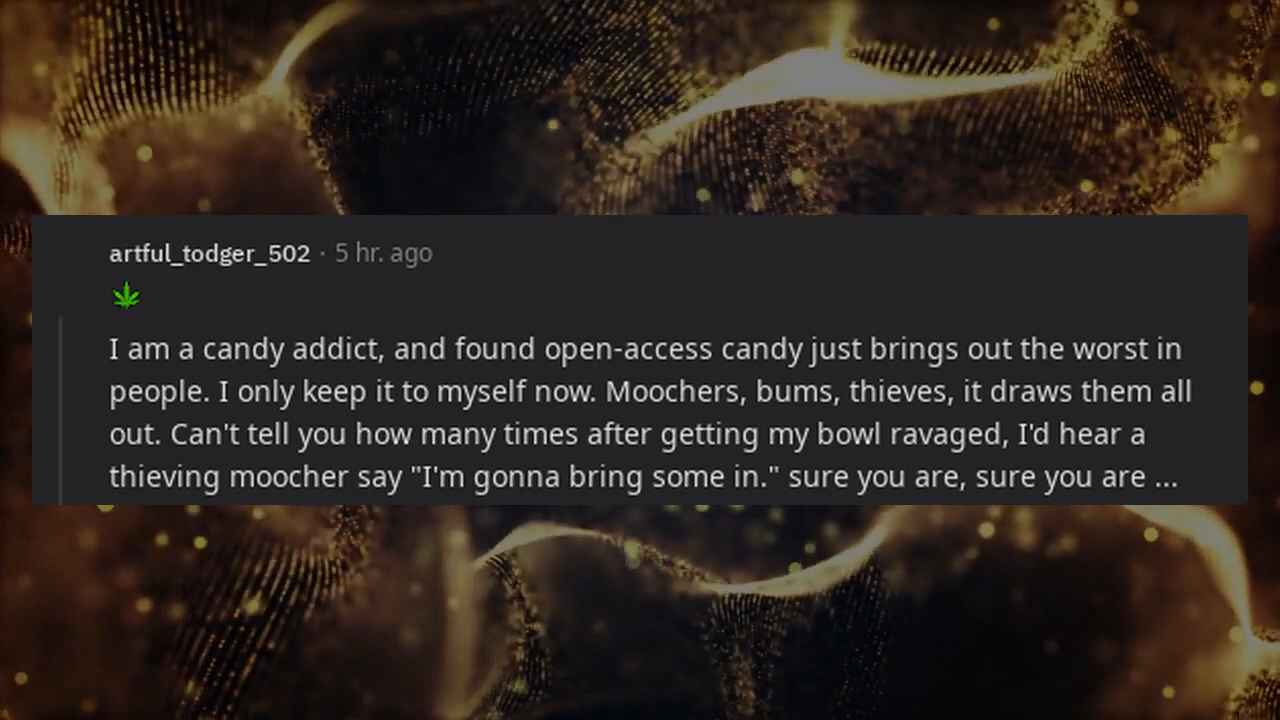 artful_todger_502 · 5 hr. ago
I am a candy addict, and found open-access candy just brings out the worst in
people. I only keep it to myself now. Moochers, bums, thieves, it draws them all
out. Can't tell you how many times after getting my bowl ravaged, I'd hear a
thieving moocher say "I'm gonna bring some in." sure you are, sure you are ...